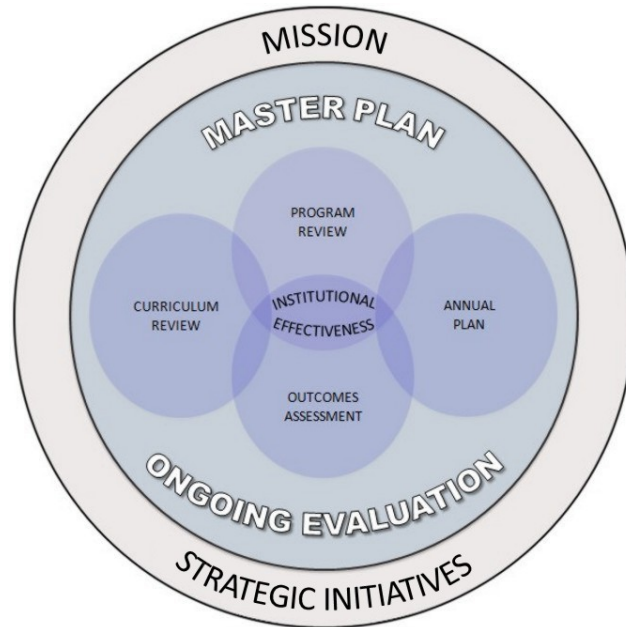 MISSION
MASTER PLAN
PROGRAM
REVIEW
CURRICULUM
REVIEW
INSTITUTIONAL
EFFECTIVENESS
ANNUAL
PLAN
OUTCOMES
ASSESSMENT
ONGOING EVALUATION
STRATEGIC INITIATIVES